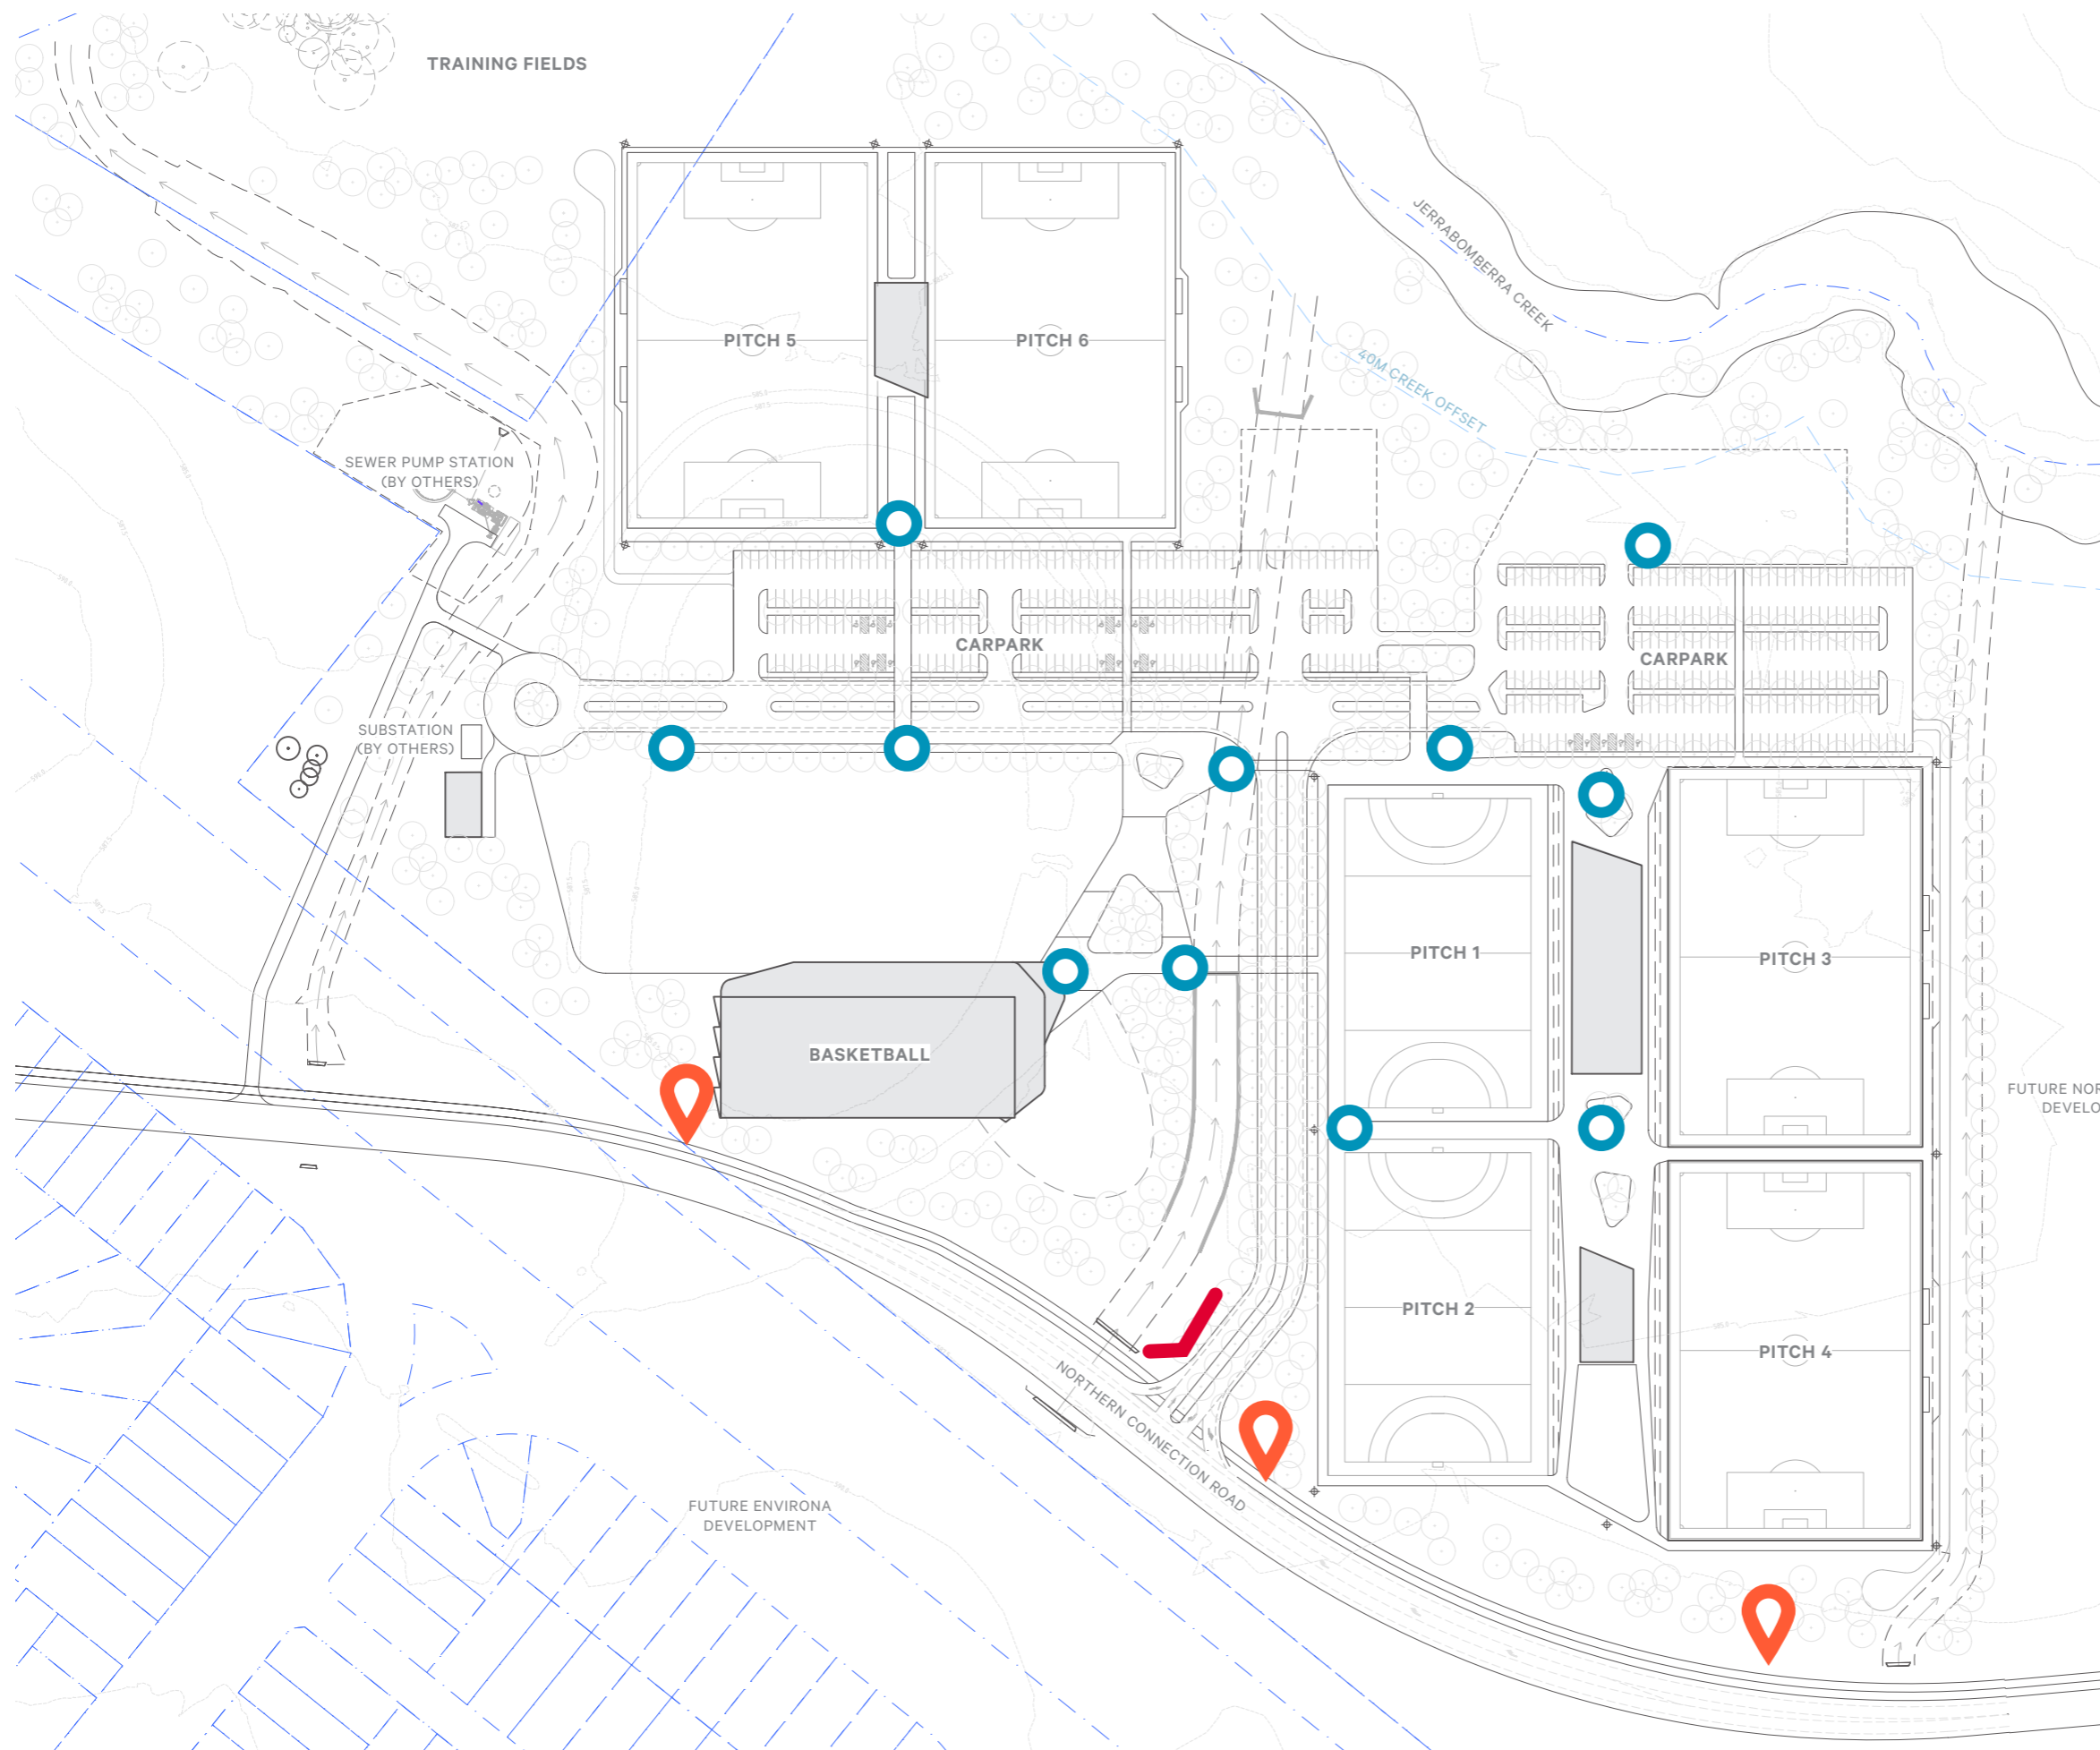 TRAINING FIELDS
JERRABOMBERRA CREEK
PITCH 5
PITCH 6
40M CREEK OFFSET
SEWER PUMP STATION
(BY OTHERS)
CARPARK
CARPARK
SUBSTATION
(BY OTHERS)
PITCH 1
PITCH 3
BASKETBALL
FUTURE NOR
DEVELO
PITCH 2
PITCH 4
NORTHERN CONNECTION ROAD
FUTURE ENVIRONA
DEVELOPMENT